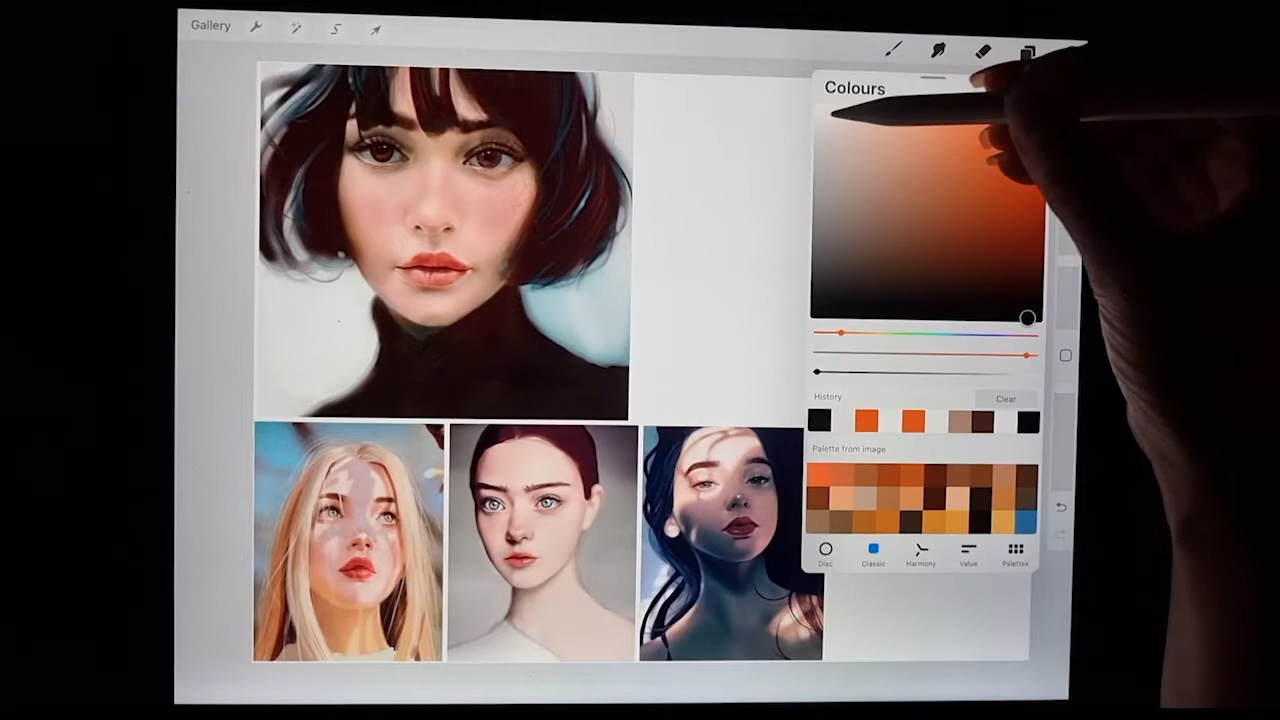 Gallery
Colours
History
Clear
Palette from image
Disc
Classic
Harmony
Value
Palettes